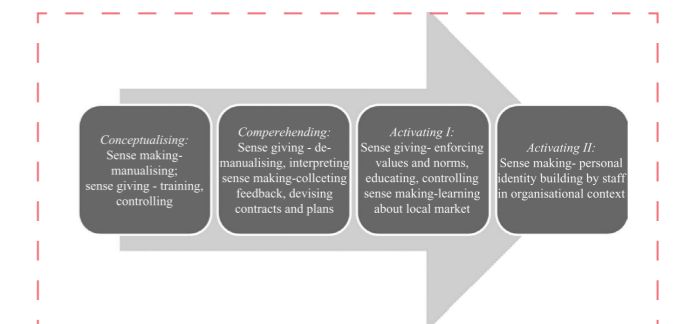 Conceptualising:
Sense making-
manualising;
sense giving - training,
controlling
Comperehending:
Sense giving - de-
manualising, interpreting
sense making-collceting
feedback, devising
contracts and plans
Activating I:
Sense giving- enforcing
values and norms,
educating, controlling
sense making-learning
about local market
Activating II:
Sense making- personal
identity building by staff
in organisational context